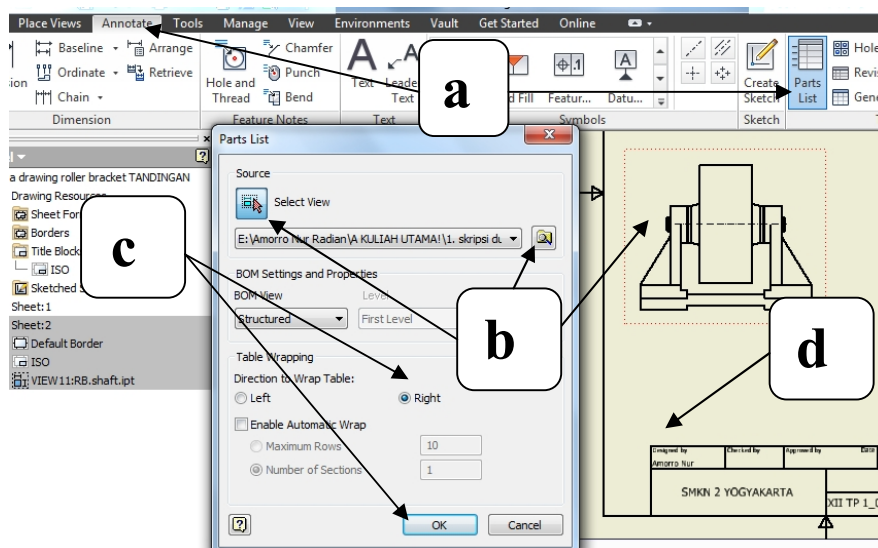 Place Views Annotate Tools Manage View Environments Vault Get Started Online
Baseline Arrange Chamfer
Ordinate Retrieve Punch
Chain Bend
Hole and Thread
Text
Text
Fill Featur... Datu...
Create Sketch
Parts List
Dimension Feature Notes Text Symbols Sketch
a
Parts List
Source
Select View
E:\Amorro Nur Radian\A KULIAH UTAMA!\1. skripsi du
BOM Settings and Properties
BOM View Level
Structured First Level
Table Wrapping
Direction to Wrap Table:
Left Right
Enable Automatic Wrap
Maximum Rows 10
Number of Sections 1
OK Cancel
a drawing roller bracket TANDINGAN
Drawing Resources
Sheet For
Borders
Title Block
ISO
Sketched
Sheet:1
Sheet:2
Default Border
ISO
VIEW11:RB.shaft.ipt
c
b
d
Designed by Checked by Approved by Date
Amorro Nur
SMKN 2 YOGYAKARTA
XII TP 1_